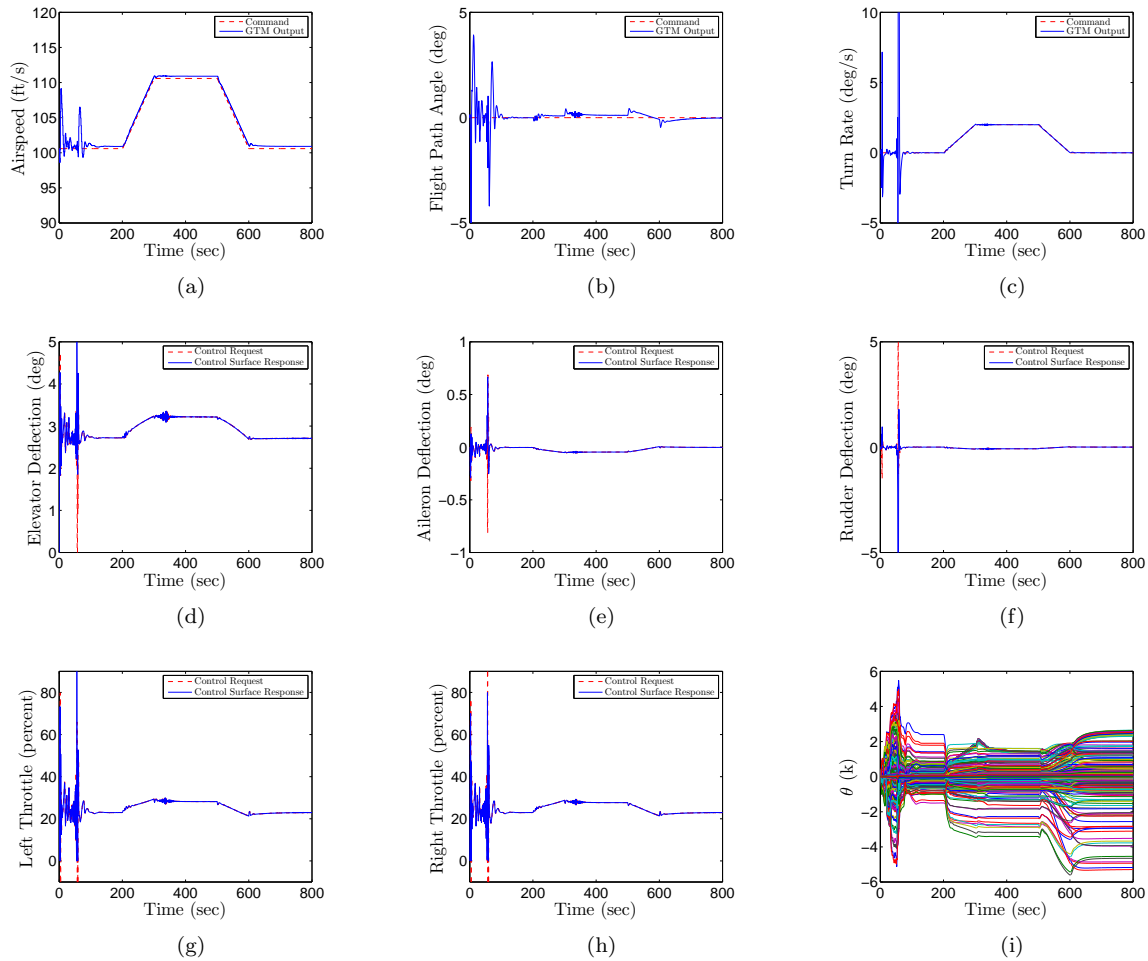 Command
GTM Output
120
115
110
105
100
95
90
Airspeed (ft/s)
0 200 400 600 800
Time (sec)
(a)
Command
GTM Output
5
0
−5
Flight Path Angle (deg)
0 200 400 600 800
Time (sec)
(b)
Command
GTM Output
10
5
0
−5
Turn Rate (deg/s)
0 200 400 600 800
Time (sec)
(c)
Control Request
Control Surface Response
5
4
3
2
1
0
Elevator Deflection (deg)
0 200 400 600 800
Time (sec)
(d)
Control Request
Control Surface Response
1
0.5
0
−0.5
−1
Aileron Deflection (deg)
0 200 400 600 800
Time (sec)
(e)
Control Request
Control Surface Response
5
0
−5
Rudder Deflection (deg)
0 200 400 600 800
Time (sec)
(f)
Control Request
Control Surface Response
80
60
40
20
0
Left Throttle (percent)
0 200 400 600 800
Time (sec)
(g)
Control Request
Control Surface Response
80
60
40
20
0
Right Throttle (percent)
0 200 400 600 800
Time (sec)
(h)
6
4
2
0
−2
−4
−6
θ (k)
0 200 400 600 800
Time (sec)
(i)